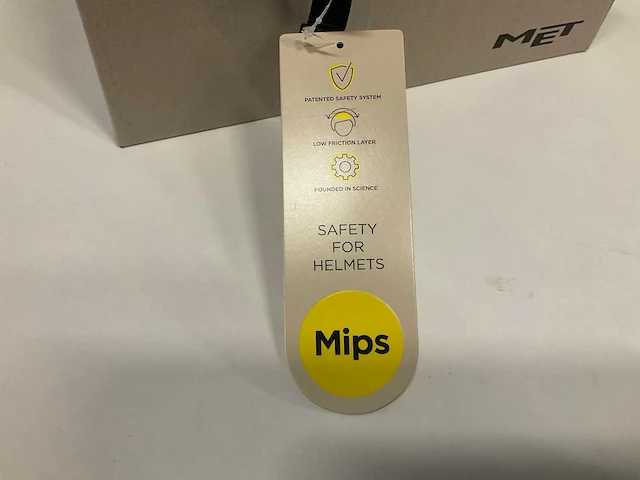 MET
PATENTED SAFETY SYSTEM
LOW FRICTION LAYER
FOUNDED IN SCIENCE
SAFETY
FOR
HELMETS
Mips